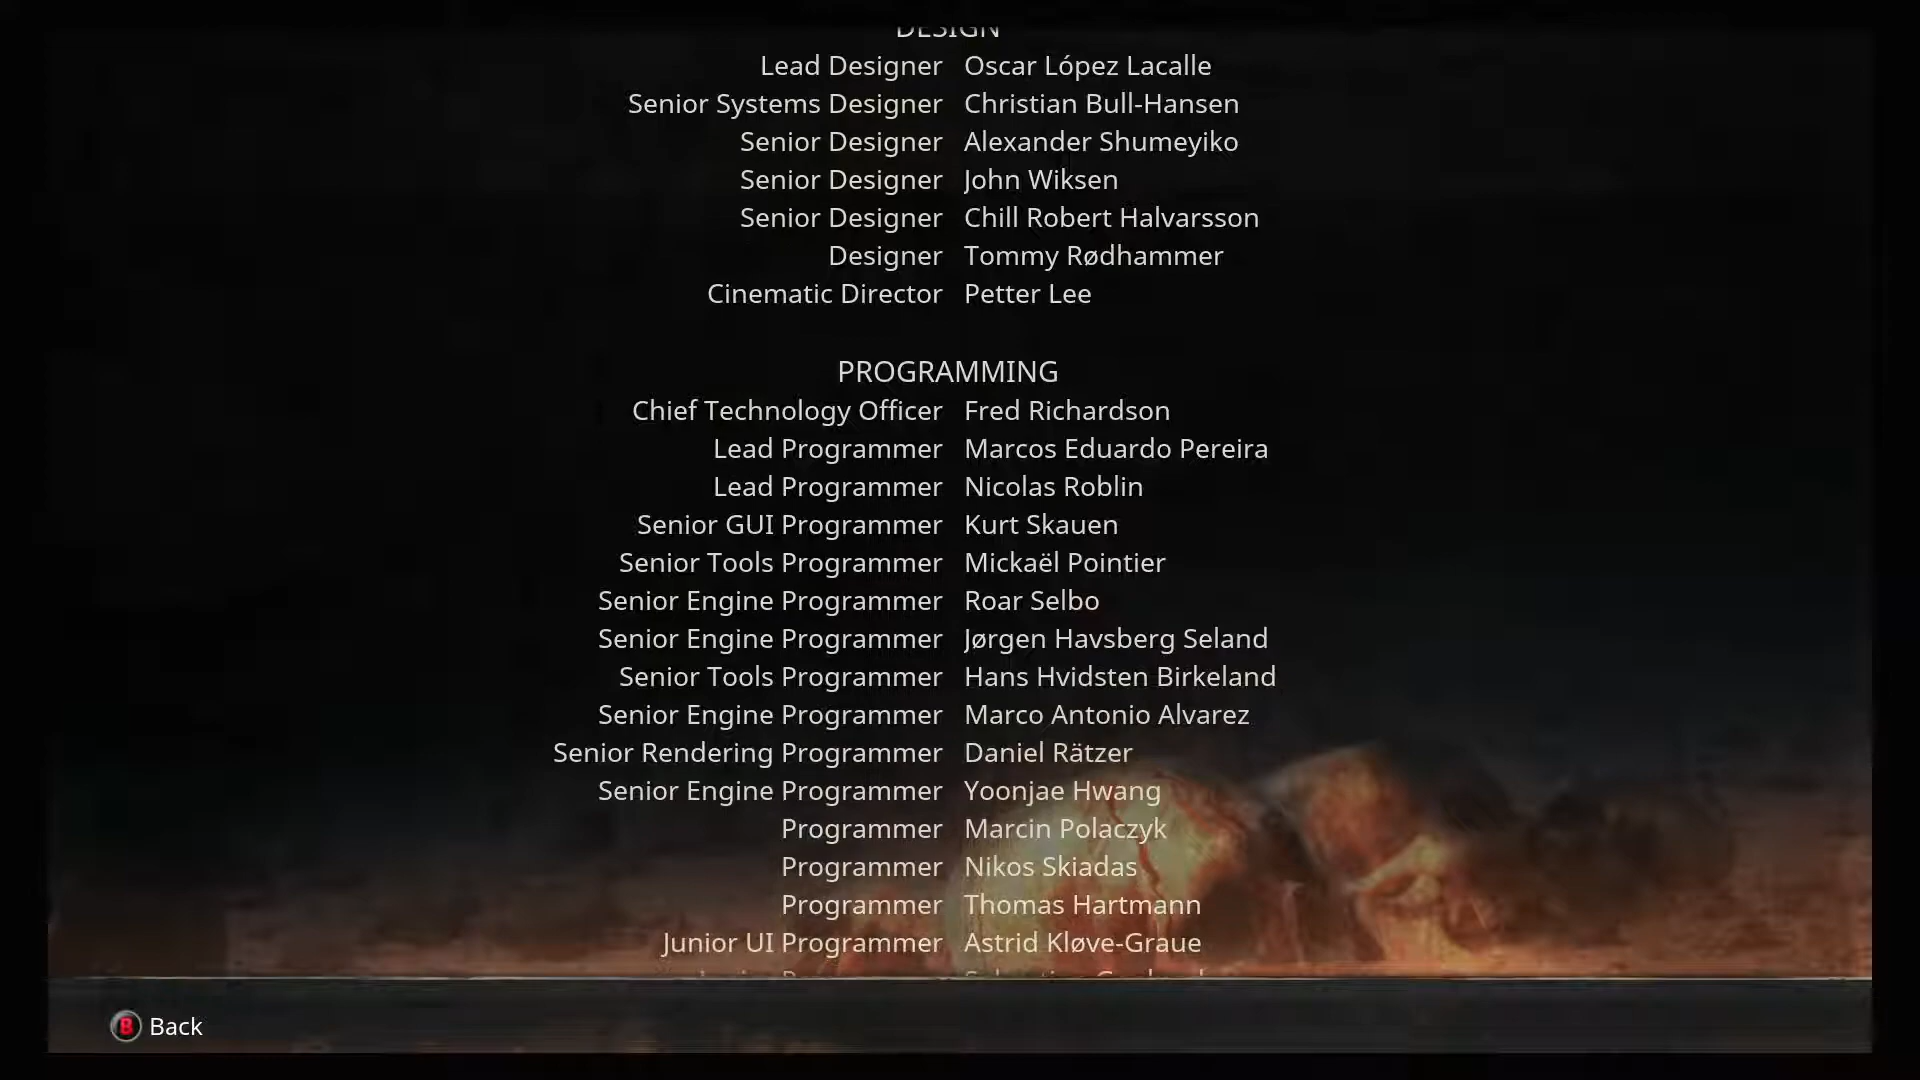 DESIGN
Lead Designer Oscar López Lacalle
Senior Systems Designer Christian Bull-Hansen
Senior Designer Alexander Shumeyiko
Senior Designer John Wiksen
Senior Designer Chill Robert Halvarsson
Designer Tommy Rødhammer
Cinematic Director Petter Lee
PROGRAMMING
Chief Technology Officer Fred Richardson
Lead Programmer Marcos Eduardo Pereira
Lead Programmer Nicolas Roblin
Senior GUI Programmer Kurt Skauen
Senior Tools Programmer Mickaël Pointier
Senior Engine Programmer Roar Selbo
Senior Engine Programmer Jørgen Havsberg Seland
Senior Tools Programmer Hans Hvidsten Birkeland
Senior Engine Programmer Marco Antonio Alvarez
Senior Rendering Programmer Daniel Rätzer
Senior Engine Programmer Yoonjae Hwang
Programmer Marcin Polaczyk
Programmer Nikos Skiadas
Programmer Thomas Hartmann
Junior UI Programmer Astrid Kløve-Graue
B Back